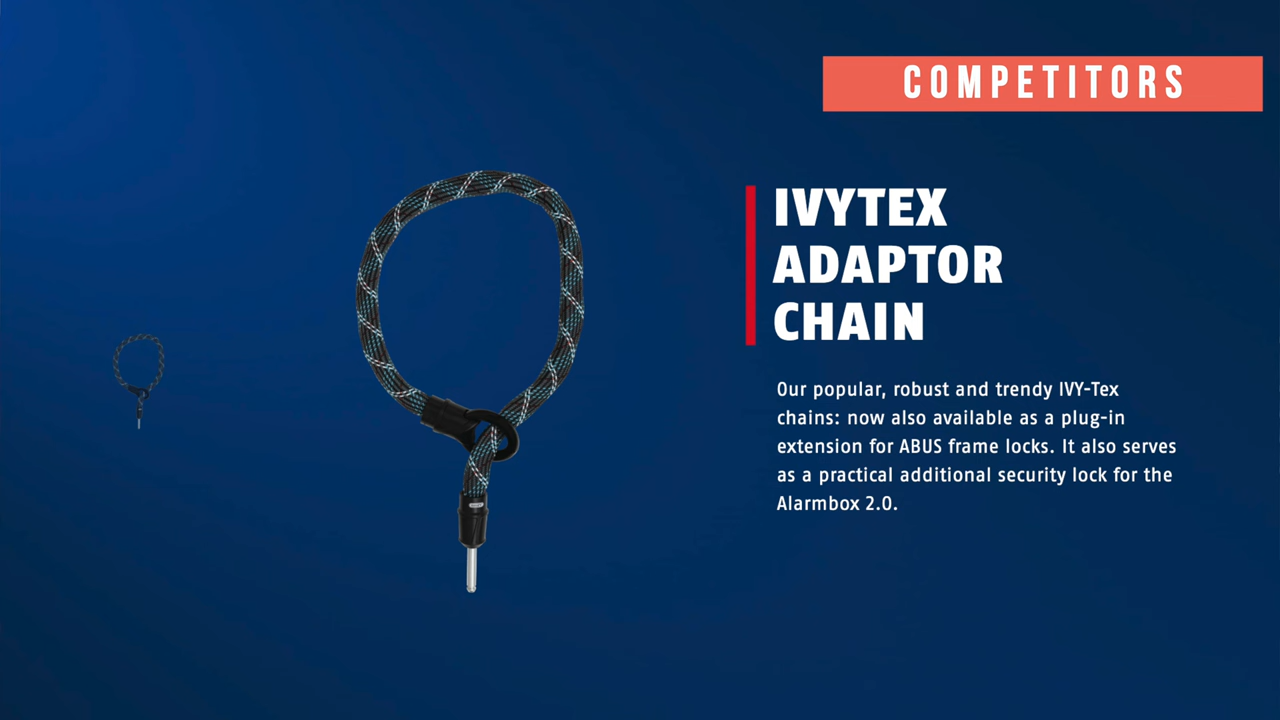 COMPETITORS
IVYTEX
ADAPTOR
CHAIN
Our popular, robust and trendy IVY-Tex
chains: now also available as a plug-in
extension for ABUS frame locks. It also serves
as a practical additional security lock for the
Alarmbox 2.0.